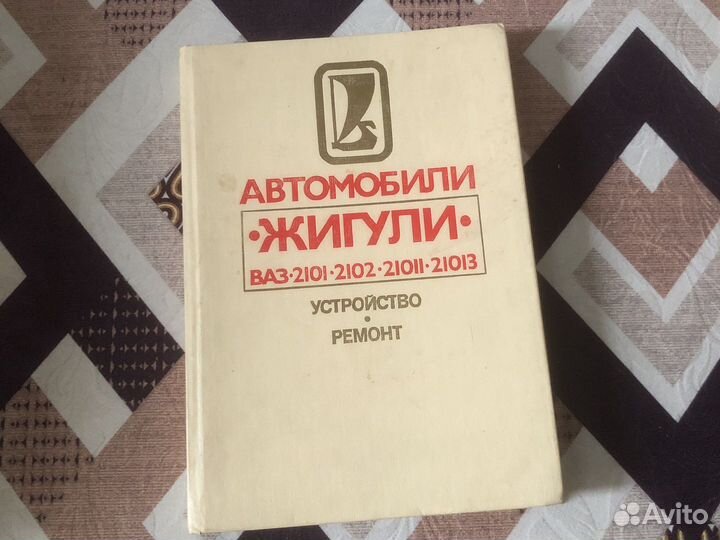 АВТОМОБИЛИ
•ЖИГУЛИ•
ВАЗ•2101•2102•21011•21013
УСТРОЙСТВО
•
РЕМОНТ
Avito